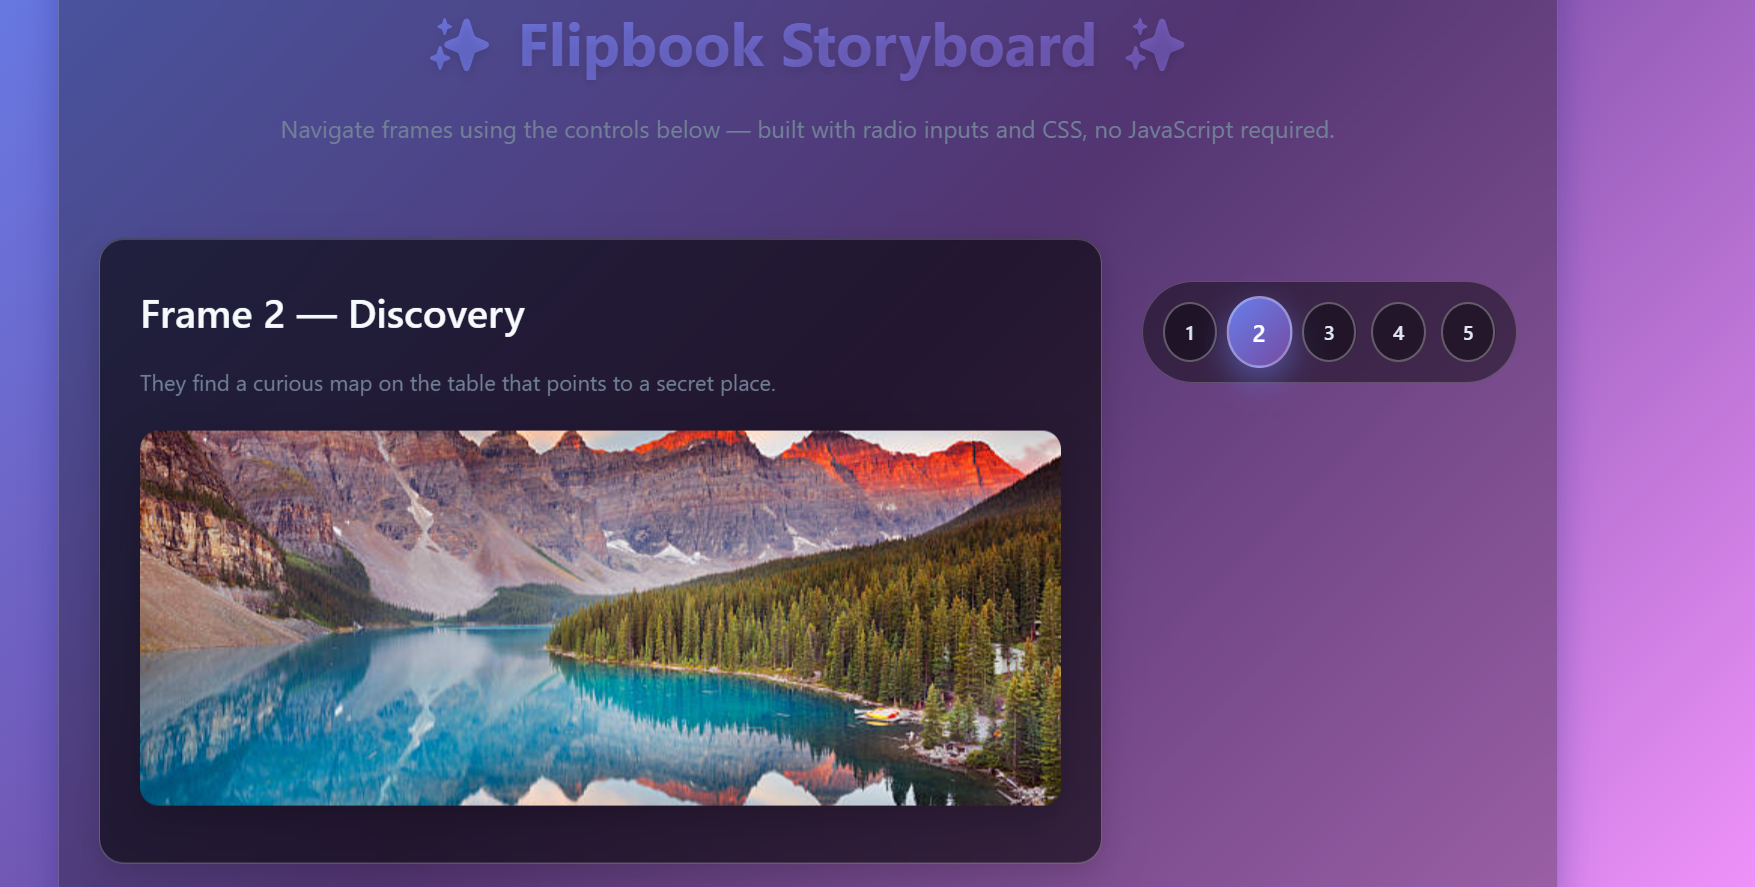 ✨ Flipbook Storyboard ✨
Navigate frames using the controls below — built with radio inputs and CSS, no JavaScript required.
Frame 2 — Discovery
They find a curious map on the table that points to a secret place.
1 2 3 4 5